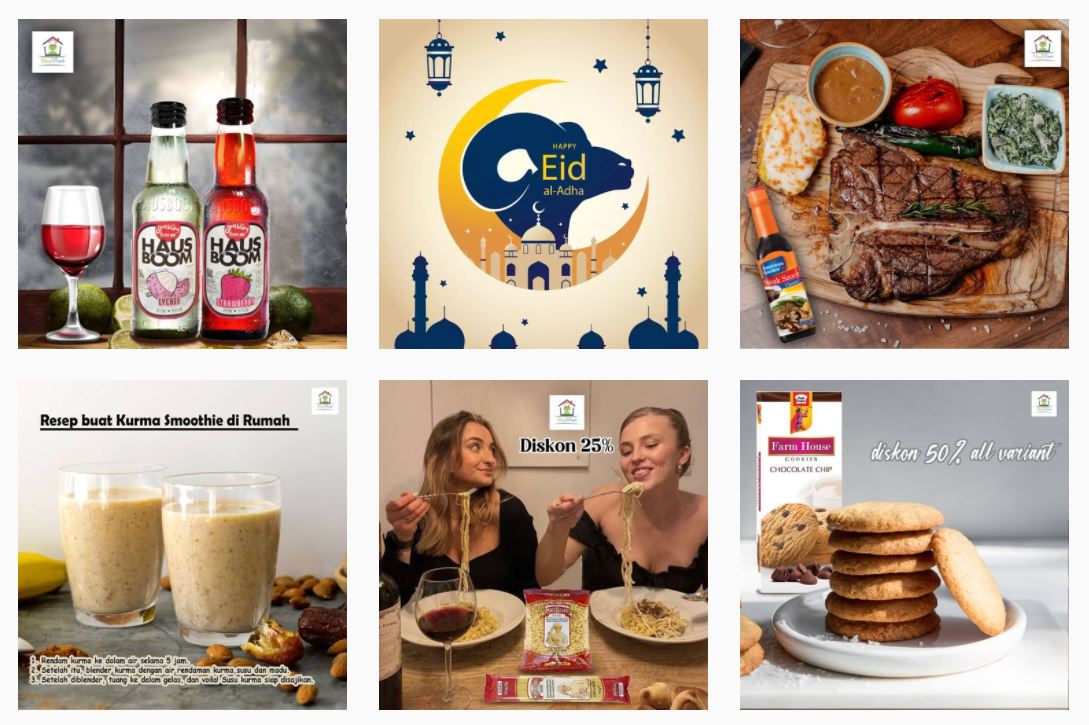 HAUS
BOOM
LYCHEE
HAUS
BOOM
STRAWBERRY
HAPPY
Eid
al-Adha
Steak Sauce
Resep buat Kurma Smoothie di Rumah
1. Rendam kurma ke dalam air selama 5 jam.
2. Setelah itu, blender kurma dengan air rendaman kurma, susu dan madu.
3. Setelah diblender, tuang ke dalam gelas, dan voila! Susu kurma siap disajikan.
Diskon 25%
Farm House
COOKIES
CHOCOLATE CHIP
diskon 50% all variant